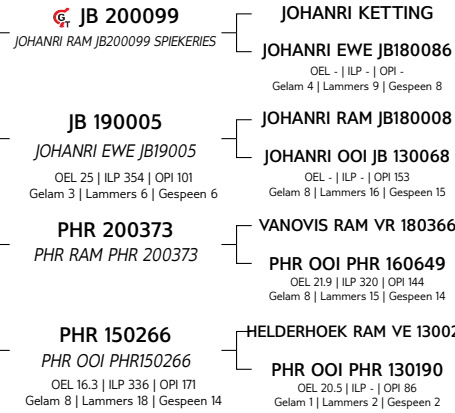 JB 200099
JOHANRI RAM JB200099 SPIEKERIES
JOHANRI KETTING
JOHANRI EWE JB180086
OEL - | ILP - | OPI -
Gelam 4 | Lammers 9 | Gespeen 8
JB 190005
JOHANRI EWE JB19005
OEL 25 | ILP 354 | OPI 101
Gelam 3 | Lammers 6 | Gespeen 6
JOHANRI RAM JB180008
JOHANRI OOI JB 130068
OEL - | ILP - | OPI 153
Gelam 8 | Lammers 16 | Gespeen 15
PHR 200373
PHR RAM PHR 200373
VANOVIS RAM VR 180366
PHR OOI PHR 160649
OEL 21.9 | ILP 320 | OPI 144
Gelam 8 | Lammers 15 | Gespeen 14
PHR 150266
PHR OOI PHR150266
OEL 16.3 | ILP 336 | OPI 171
Gelam 8 | Lammers 18 | Gespeen 14
HELDERHOEK RAM VE 13002
PHR OOI PHR 130190
OEL 20.5 | ILP - | OPI 86
Gelam 1 | Lammers 2 | Gespeen 2